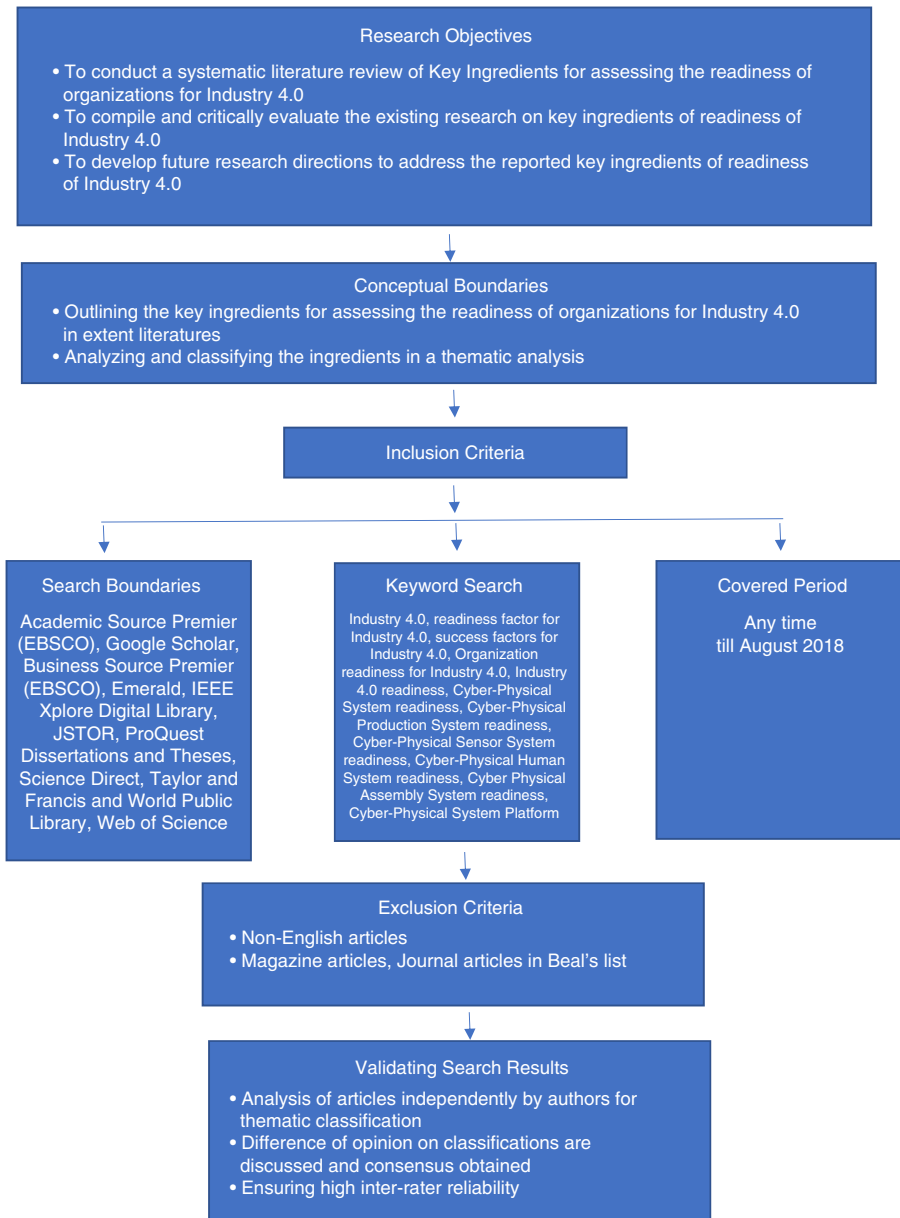 Research Objectives
• To conduct a systematic literature review of Key Ingredients for assessing the readiness of
organizations for Industry 4.0
• To compile and critically evaluate the existing research on key ingredients of readiness of
Industry 4.0
• To develop future research directions to address the reported key ingredients of readiness
of Industry 4.0
Conceptual Boundaries
• Outlining the key ingredients for assessing the readiness of organizations for Industry 4.0
in extent literatures
• Analyzing and classifying the ingredients in a thematic analysis
Inclusion Criteria
Search Boundaries
Academic Source Premier
(EBSCO), Google Scholar,
Business Source Premier
(EBSCO), Emerald, IEEE
Xplore Digital Library,
JSTOR, ProQuest
Dissertations and Theses,
Science Direct, Taylor and
Francis and World Public
Library, Web of Science
Keyword Search
Industry 4.0, readiness factor for
Industry 4.0, success factors for
Industry 4.0, Organization
readiness for Industry 4.0, Industry
4.0 readiness, Cyber-Physical
System readiness, Cyber-Physical
Production System readiness,
Cyber-Physical Sensor System
readiness, Cyber-Physical Human
System readiness, Cyber Physical
Assembly System readiness,
Cyber-Physical System Platform
Covered Period
Any time
till August 2018
Exclusion Criteria
• Non-English articles
• Magazine articles, Journal articles in Beal's list
Validating Search Results
• Analysis of articles independently by authors for
thematic classification
• Difference of opinion on classifications are
discussed and consensus obtained
• Ensuring high inter-rater reliability